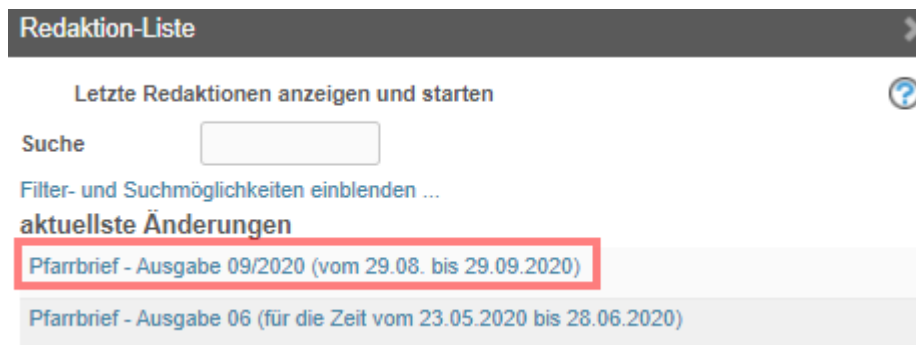 Redaktion-Liste
Letzte Redaktionen anzeigen und starten
Suche
Filter- und Suchmöglichkeiten einblenden ...
aktuellste Änderungen
Pfarrbrief - Ausgabe 09/2020 (vom 29.08. bis 29.09.2020)
Pfarrbrief - Ausgabe 06 (für die Zeit vom 23.05.2020 bis 28.06.2020)